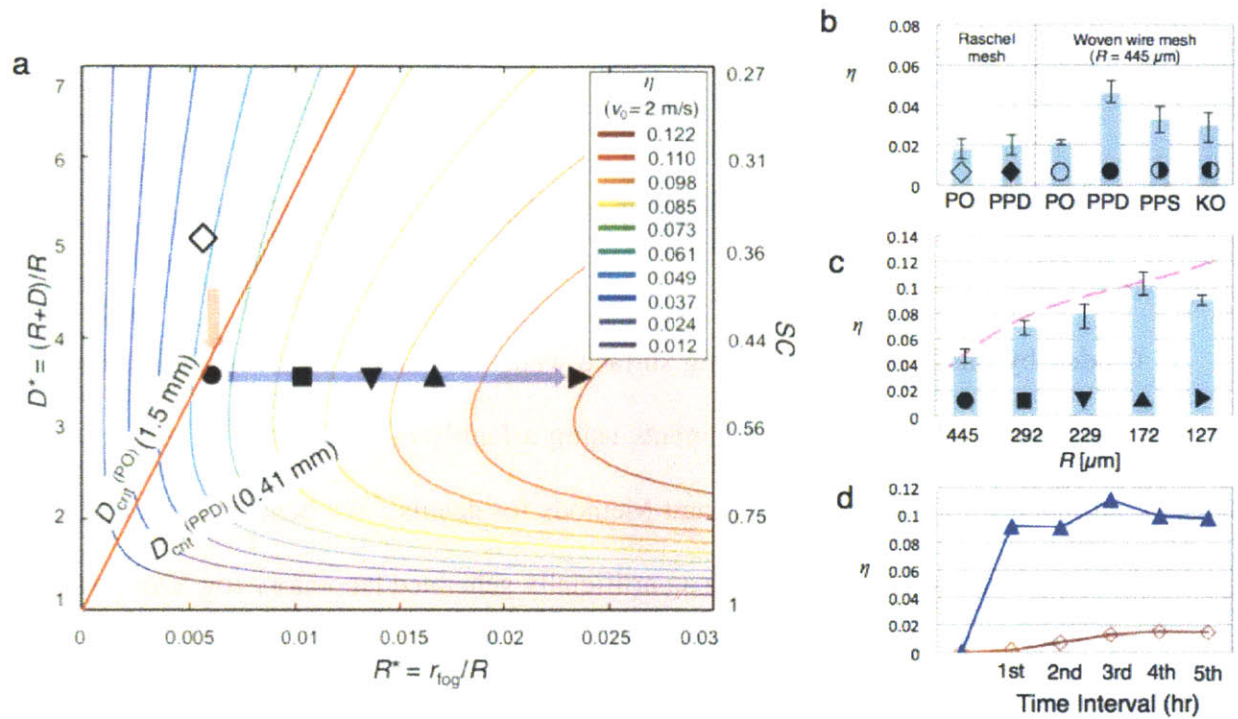 a
7
6
5
4
3
2
1
D* = (R+D)/R
0
0.005
0.01
0.015
0.02
0.025
0.03
R* = r_fog/R
0.27
0.31
0.36
0.44
0.56
0.75
1
SC
η
(v₀ = 2 m/s)
0.122
0.110
0.098
0.085
0.073
0.061
0.049
0.037
0.024
0.012
D_crit^(PO) (1.5 mm)
D_crit^(PPD) (0.41 mm)
b
0.08
0.06
0.04
0.02
0
η
Raschel
mesh
Woven wire mesh
(R = 445 µm)
PO PPD PO PPD PPS KO
c
0.14
0.12
0.1
0.08
0.06
0.04
0.02
0
η
445 292 229 172 127
R [µm]
d
0.12
0.1
0.08
0.06
0.04
0.02
0
η
1st 2nd 3rd 4th 5th
Time Interval (hr)